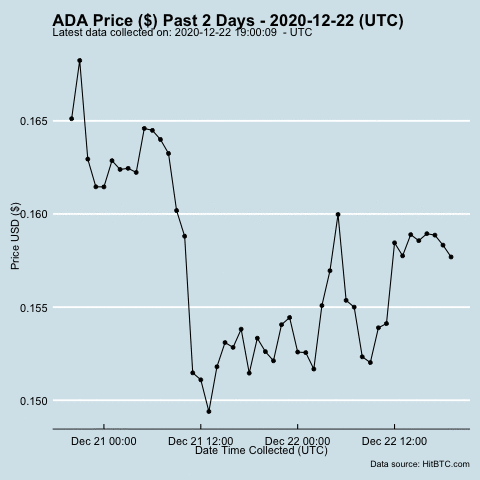 ADA Price ($) Past 2 Days - 2020-12-22 (UTC)
Latest data collected on: 2020-12-22 19:00:09 - UTC
0.165
0.160
0.155
0.150
Price USD ($)
Dec 21 00:00 Dec 21 12:00 Dec 22 00:00 Dec 22 12:00
Date Time Collected (UTC)
Data source: HitBTC.com